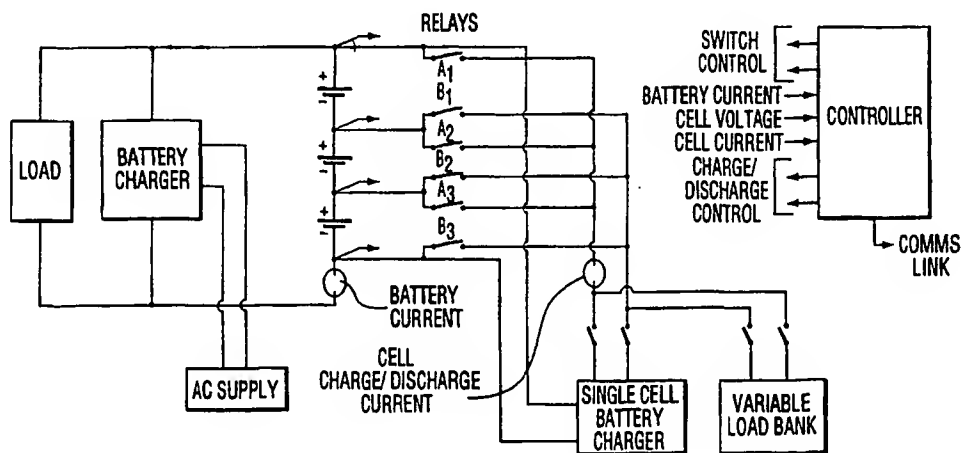 RELAYS
A1
B1
A2
B2
A3
B3
+
-
+
-
+
-
LOAD
BATTERY
CHARGER
AC SUPPLY
BATTERY
CURRENT
CELL
CHARGE/DISCHARGE
CURRENT
SINGLE CELL
BATTERY
CHARGER
VARIABLE
LOAD BANK
SWITCH
CONTROL
BATTERY CURRENT
CELL VOLTAGE
CELL CURRENT
CHARGE/
DISCHARGE
CONTROL
CONTROLLER
COMMS
LINK